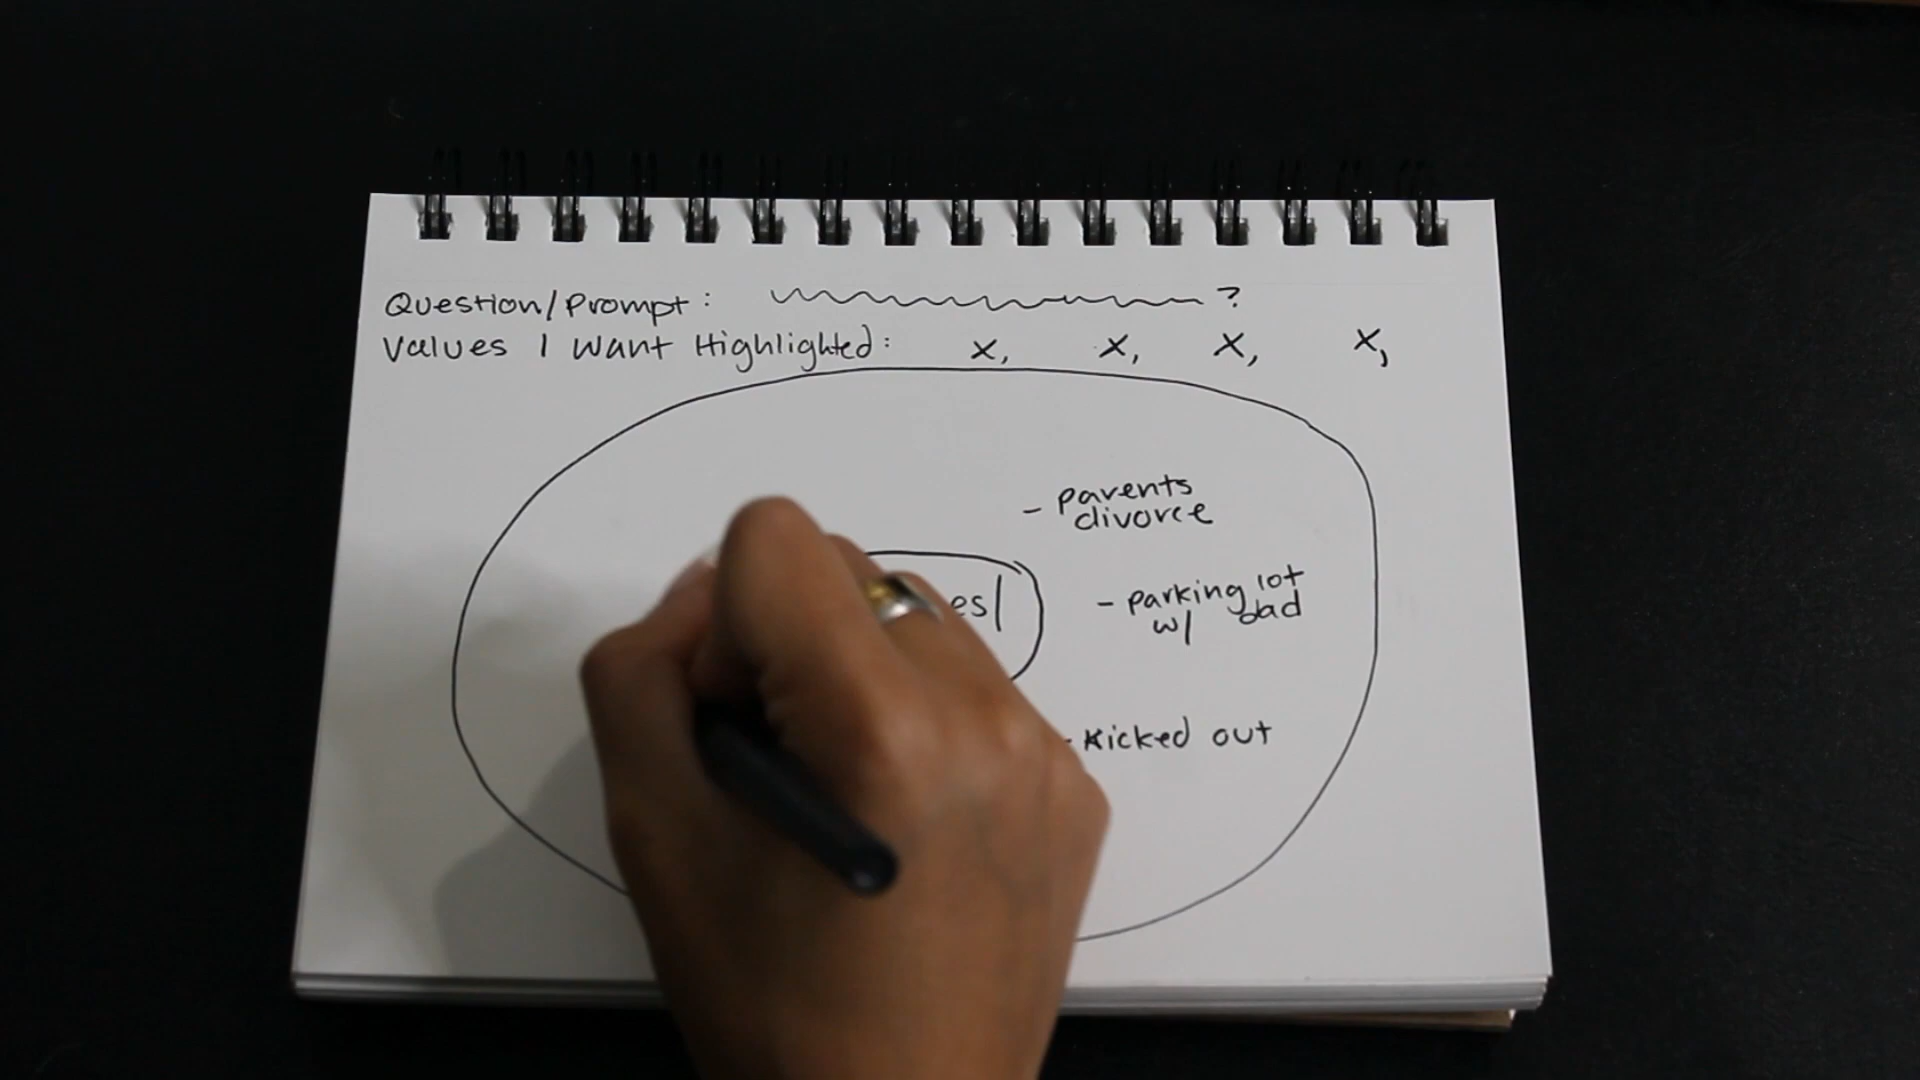 Question/Prompt: ?
Values I Want Highlighted: x, x, x, x,
- parents
divorce
- parking lot
w/ dad
- Kicked out